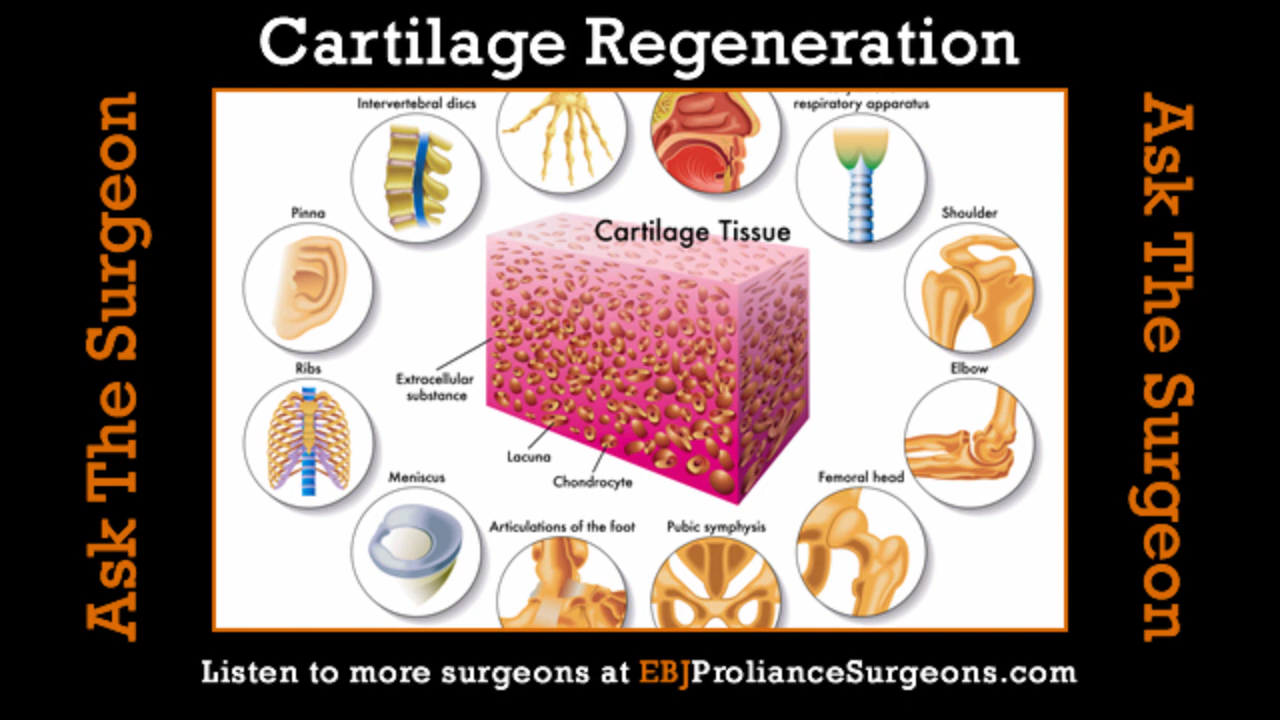 Cartilage Regeneration
Ask The Surgeon
Ask The Surgeon
Intervertebral discs
respiratory apparatus
Pinna
Cartilage Tissue
Shoulder
Ribs
Extracellular
substance
Elbow
Lacuna
Chondrocyte
Meniscus
Femoral head
Articulations of the foot
Pubic symphysis
Listen to more surgeons at EBJProlianceSurgeons.com